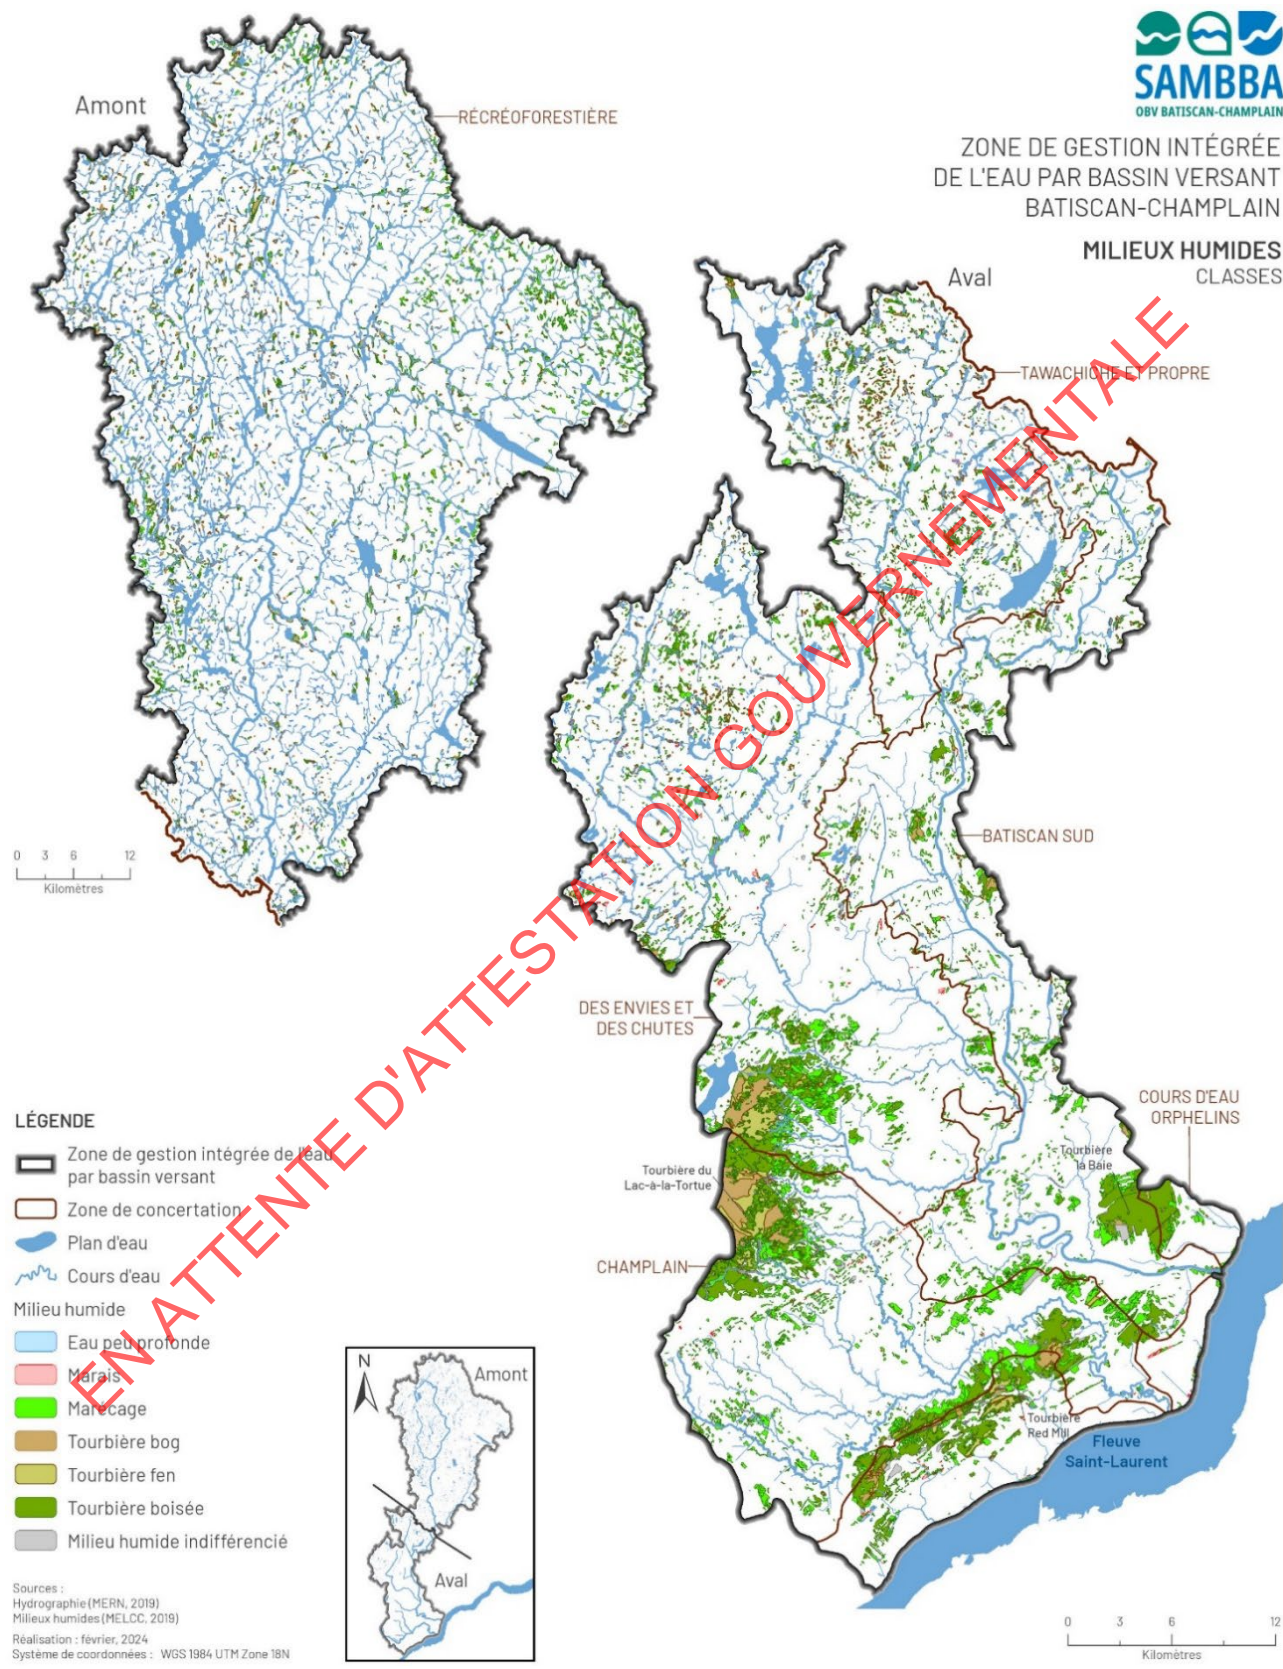 SAMBBA
OBV BATISCAN-CHAMPLAIN
ZONE DE GESTION INTÉGRÉE
DE L'EAU PAR BASSIN VERSANT
BATISCAN-CHAMPLAIN
MILIEUX HUMIDES
CLASSES
Amont
RÉCRÉOFORESTIÈRE
Aval
TAWACHICHE ET PROPRE
BATISCAN SUD
0 3 6 12
Kilomètres
DES ENVIES ET
DES CHUTES
COURS D'EAU
ORPHELINS
Tourbière
la Baie
Tourbière du
Lac-à-la-Tortue
CHAMPLAIN
Tourbière
Red Mill
Fleuve
Saint-Laurent
EN ATTENTE D'ATTESTATION GOUVERNEMENTALE
LÉGENDE
Zone de gestion intégrée de l'eau
par bassin versant
Zone de concertation
Plan d'eau
Cours d'eau
Milieu humide
Eau peu profonde
Marais
Marécage
Tourbière bog
Tourbière fen
Tourbière boisée
Milieu humide indifférencié
N
Amont
Aval
Sources :
Hydrographie (MERN, 2019)
Milieux humides (MELCC, 2019)
Réalisation : février, 2024
Système de coordonnées : WGS 1984 UTM Zone 18N
0 3 6 12
Kilomètres